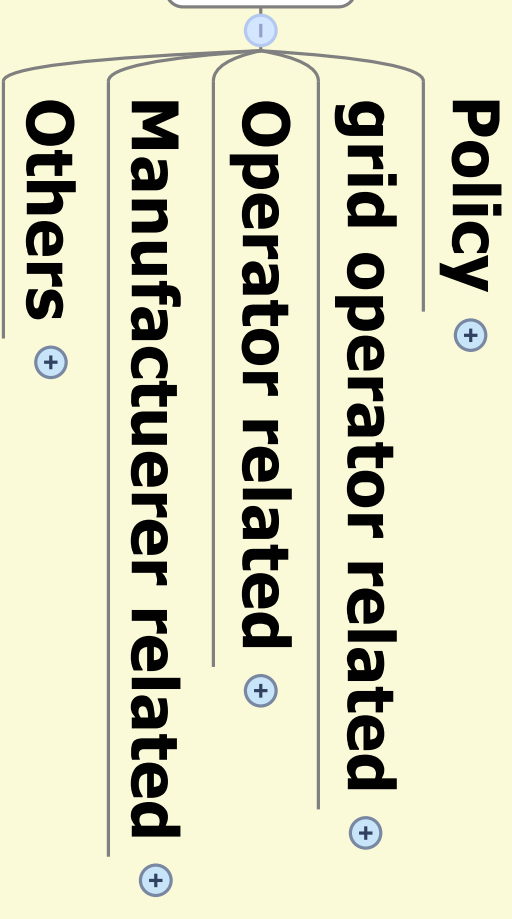 Policy
grid operator related
Operator related
Manufactuerer related
Others